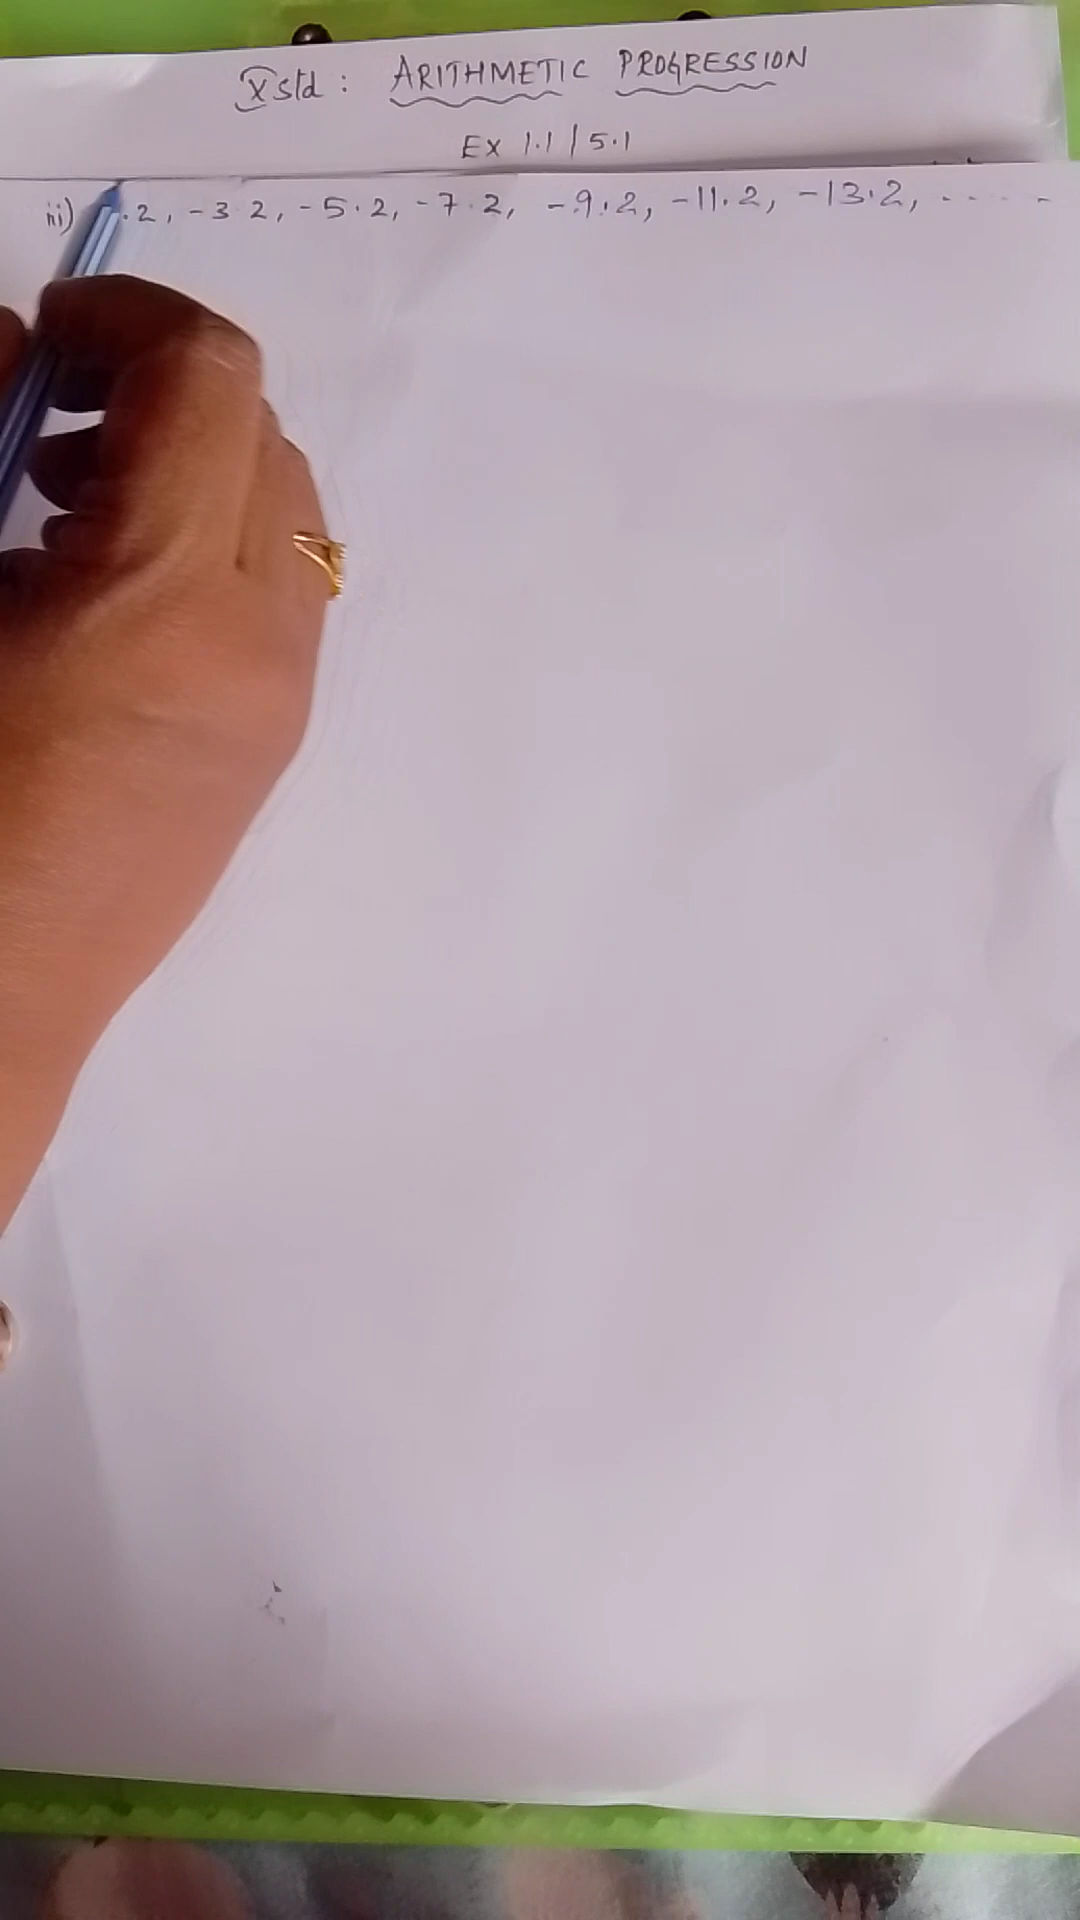 X std : ARITHMETIC PROGRESSION
Ex 1.1 / 5.1
iii) .2, -3.2, -5.2, -7.2, -9.2, -11.2, -13.2, .....